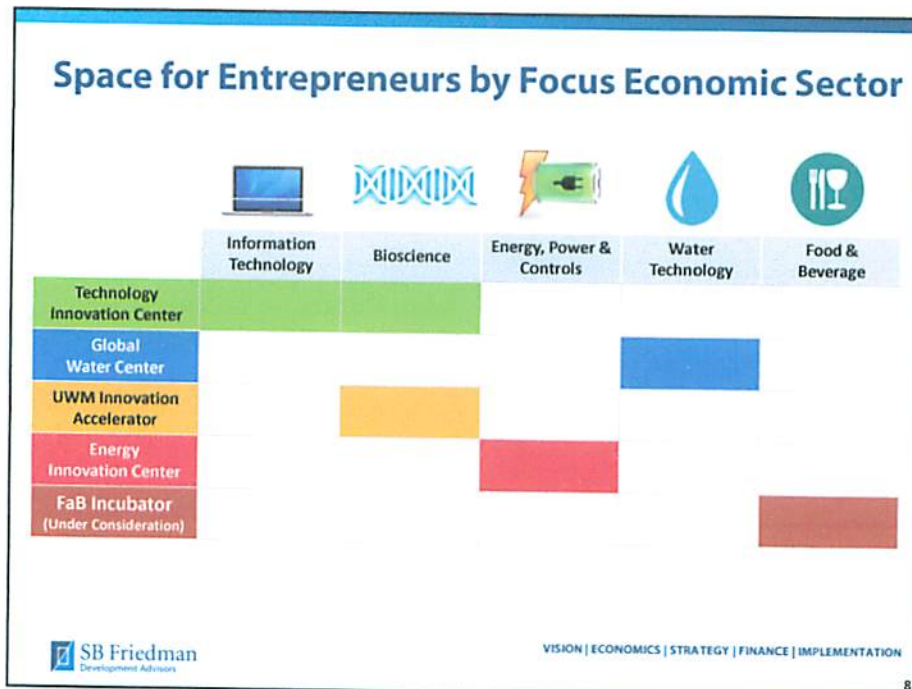 Space for Entrepreneurs by Focus Economic Sector
Information
Technology
Bioscience
Energy, Power &
Controls
Water
Technology
Food &
Beverage
Technology
Innovation Center
Global
Water Center
UWM Innovation
Accelerator
Energy
Innovation Center
FaB Incubator
(Under Consideration)
SB Friedman
Development Advisors
VISION | ECONOMICS | STRATEGY | FINANCE | IMPLEMENTATION
8